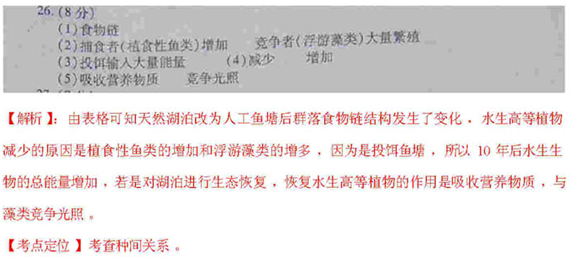 26.(8分)
(1)食物链
(2)捕食者(植食性鱼类)增加 竞争者(浮游藻类)大量繁殖
(3)投饵输入大量能量 (4)减少 增加
(5)吸收营养物质 竞争光照
【解析】：由表格可知天然湖泊改为人工鱼塘后群落食物链结构发生了变化，水生高等植物
减少的原因是植食性鱼类的增加和浮游藻类的增多，因为是投饵鱼塘，所以 10 年后水生生
物的总能量增加，若是对湖泊进行生态恢复，恢复水生高等植物的作用是吸收营养物质，与
藻类竞争光照。
【考点定位】考查种间关系。